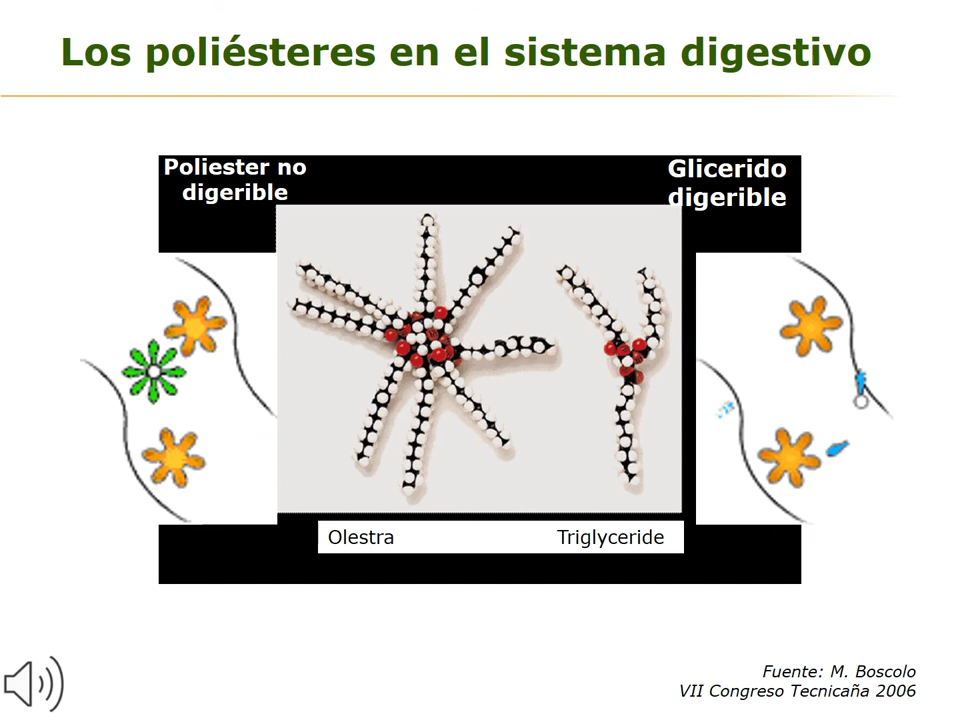 Los poliésteres en el sistema digestivo
Poliester no
digerible
Glicerido
digerible
Olestra
Triglyceride
Fuente: M. Boscolo
VII Congreso Tecnicaña 2006